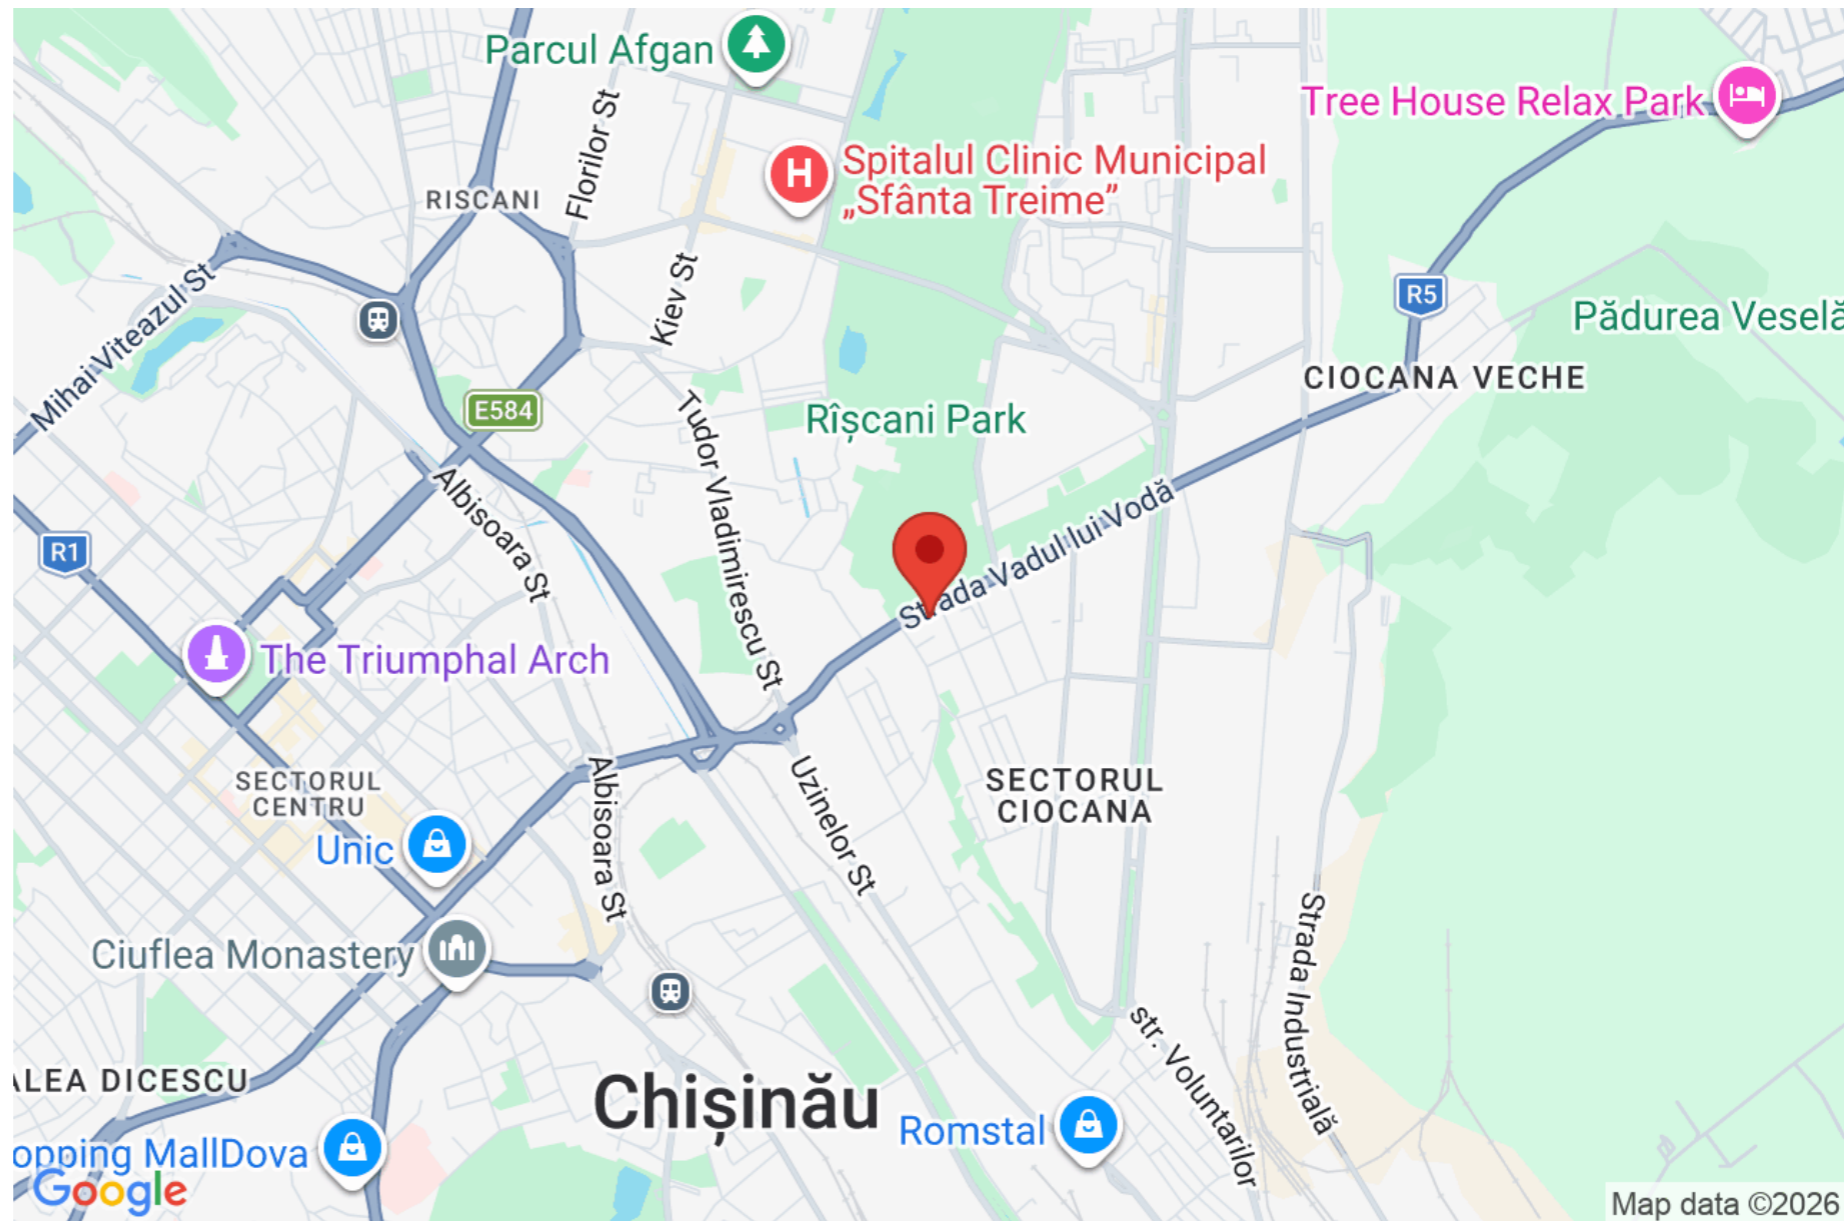 Parcul Afgan
Tree House Relax Park
Florilor St
Spitalul Clinic Municipal
„Sfânta Treime”
RISCANI
Mihai Viteazul St
Kiev St
R5
Pădurea Veselă
CIOCANA VECHE
E584
Rîșcani Park
Tudor Vladimirescu St
Albisoara St
Strada Vadul lui Vodă
R1
The Triumphal Arch
SECTORUL
CENTRU
SECTORUL
CIOCANA
Unic
Albisoara St
Uzinelor St
Ciuflea Monastery
Strada Industrială
str. Voluntarilor
ALEA DICESCU
Chișinău
Romstal
opping MallDova
Google
Map data ©2026